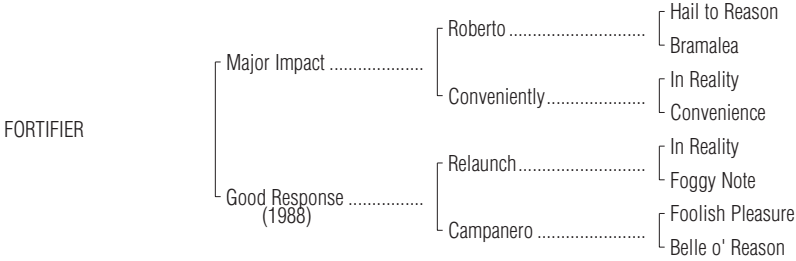 Hail to Reason
Roberto ..............................
Bramalea
Major Impact ....................
In Reality
Conveniently.....................
Convenience
FORTIFIER
In Reality
Relaunch...........................
Foggy Note
Good Response ................
(1988)
Foolish Pleasure
Campanero .......................
Belle o' Reason